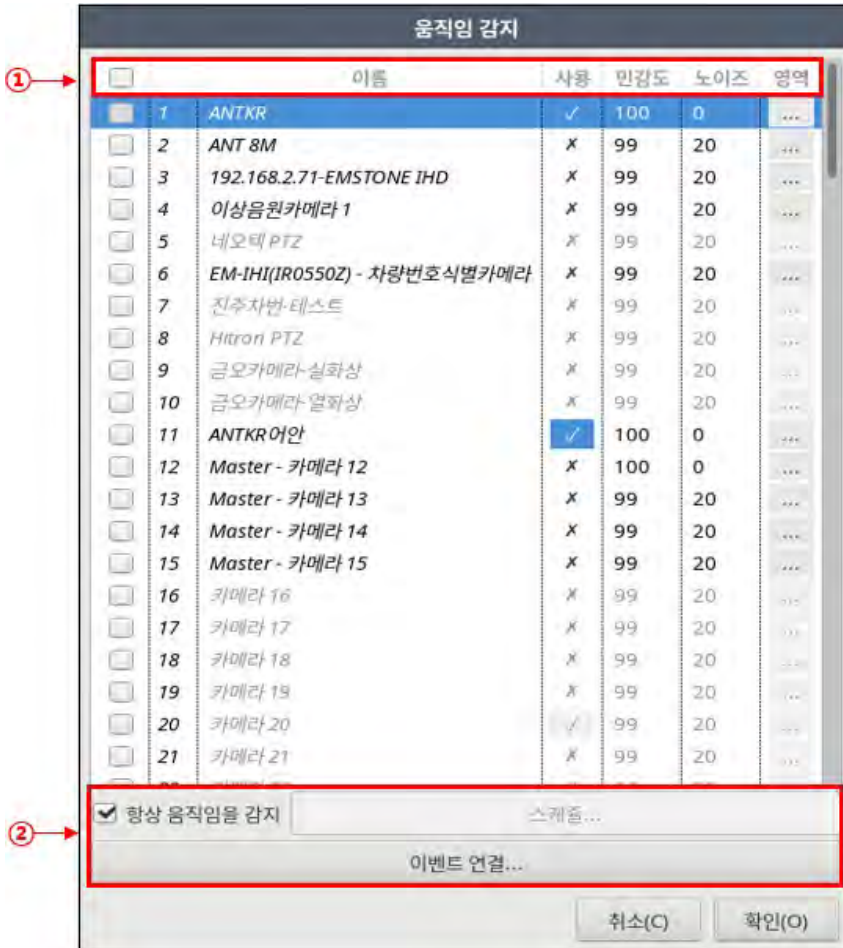 움직임 감지
① 이름 사용 민감도 노이즈 영역
1 ANTKR ✓ 100 0 ...
2 ANT 8M ✗ 99 20 ...
3 192.168.2.71-EMSTONE IHD ✗ 99 20 ...
4 이상음원카메라 1 ✗ 99 20 ...
5 네오텍 PTZ ✗ 99 20 ...
6 EM-IHI(IR0550Z) - 차량번호식별카메라 ✗ 99 20 ...
7 진주차번-테스트 ✗ 99 20 ...
8 Hitron PTZ ✗ 99 20 ...
9 금오카메라-실화상 ✗ 99 20 ...
10 금오카메라-열화상 ✗ 99 20 ...
11 ANTKR어안 ✓ 100 0 ...
12 Master - 카메라 12 ✗ 100 0 ...
13 Master - 카메라 13 ✗ 99 20 ...
14 Master - 카메라 14 ✗ 99 20 ...
15 Master - 카메라 15 ✗ 99 20 ...
16 카메라 16 ✗ 99 20 ...
17 카메라 17 ✗ 99 20 ...
18 카메라 18 ✗ 99 20 ...
19 카메라 19 ✗ 99 20 ...
20 카메라 20 ✓ 99 20 ...
21 카메라 21 ✗ 99 20 ...
② 항상 움직임을 감지 스케줄...
이벤트 연결...
취소(C) 확인(O)